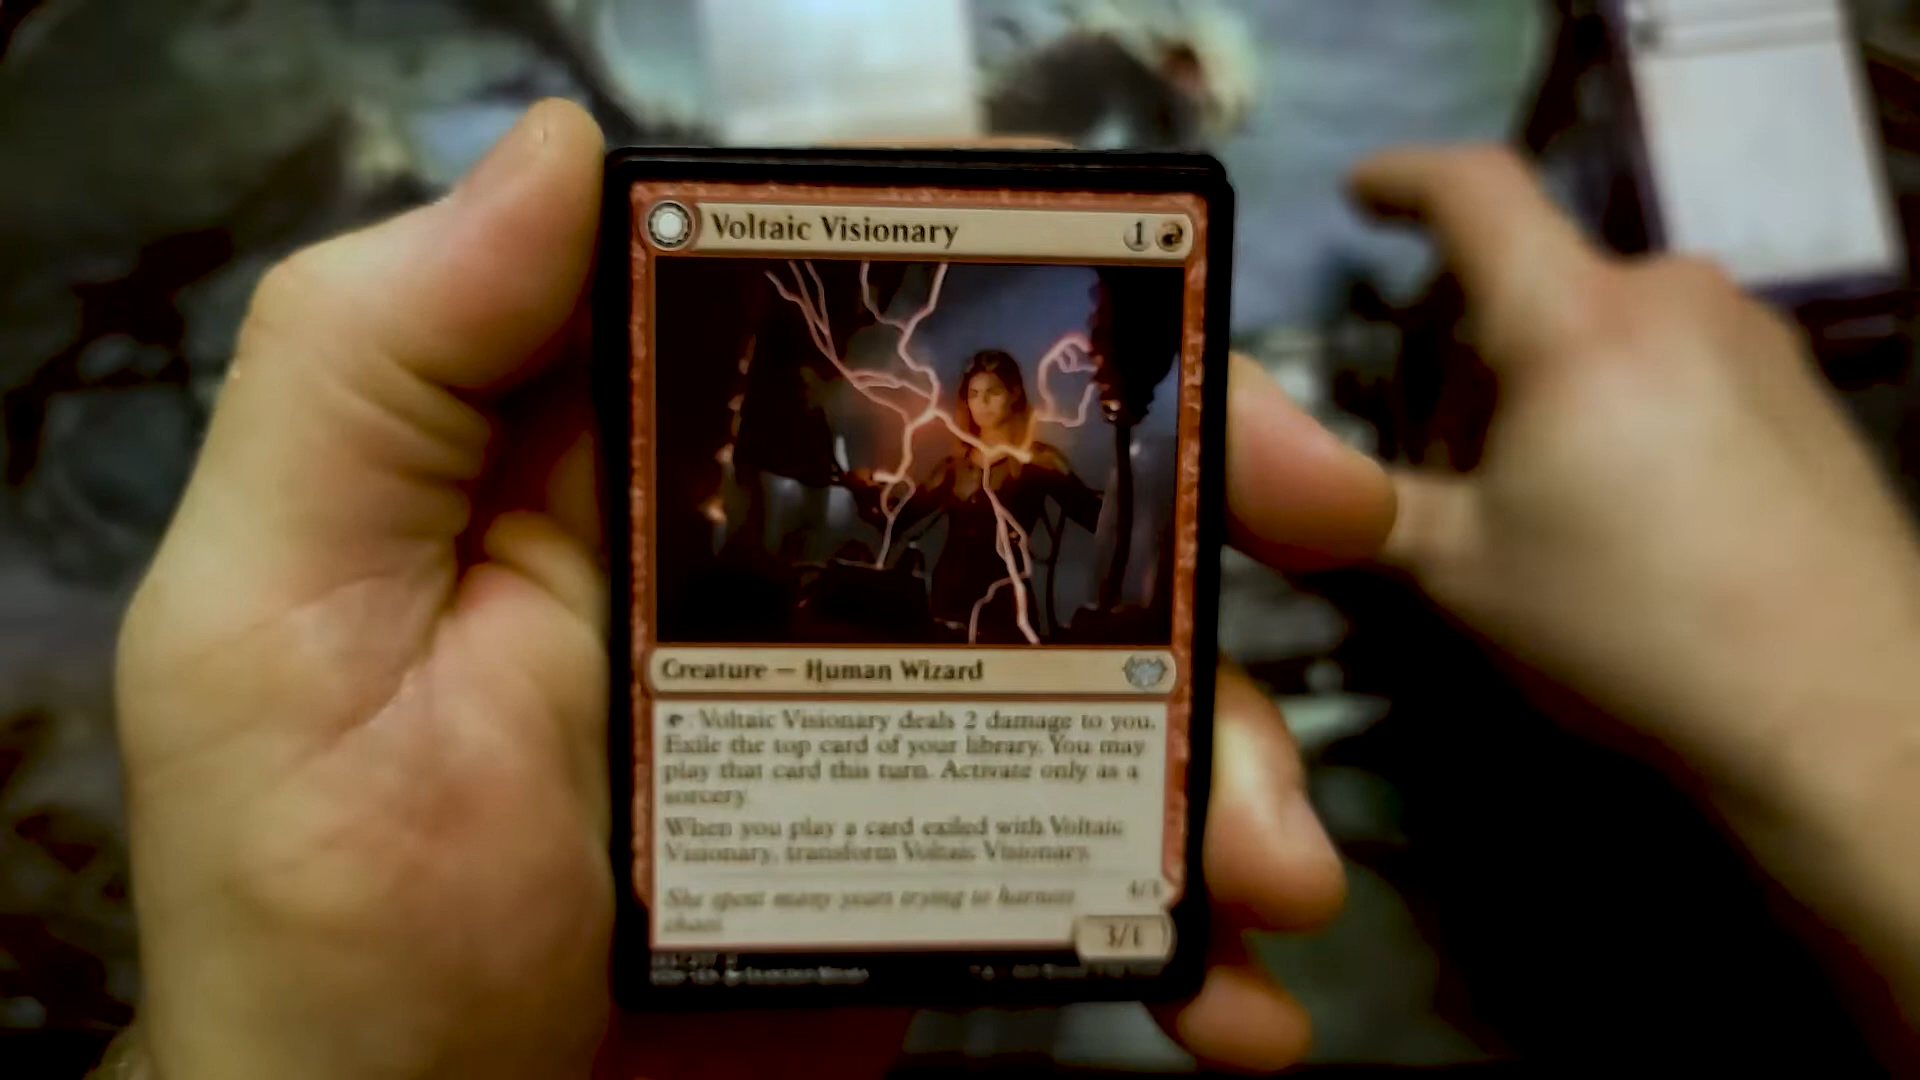 Voltaic Visionary 1
Creature — Human Wizard
: Voltaic Visionary deals 2 damage to you.
Exile the top card of your library. You may
play that card this turn. Activate only as a
sorcery.
When you play a card exiled with Voltaic
Visionary, transform Voltaic Visionary.
She spent many years trying to harness
chaos.
4/3
3/1